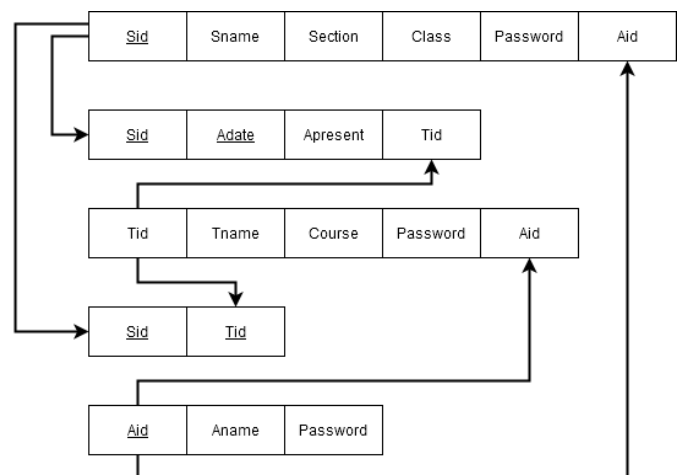 Sid Sname Section Class Password Aid
Sid Adate Apresent Tid
Tid Tname Course Password Aid
Sid Tid
Aid Aname Password